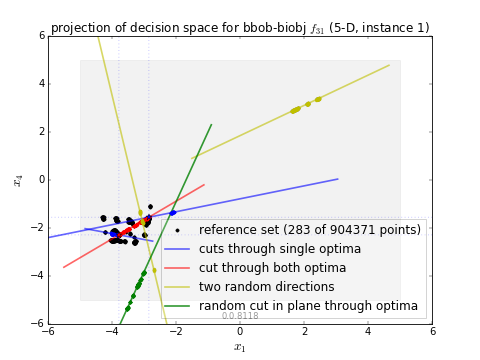 projection of decision space for bbob-biobj f₃₁ (5-D, instance 1)
6
4
2
0
−2
−4
−6
x₄
reference set (283 of 904371 points)
cuts through single optima
cut through both optima
two random directions
random cut in plane through optima
0.0.8118
−6
−4
−2
0
2
4
6
x₁